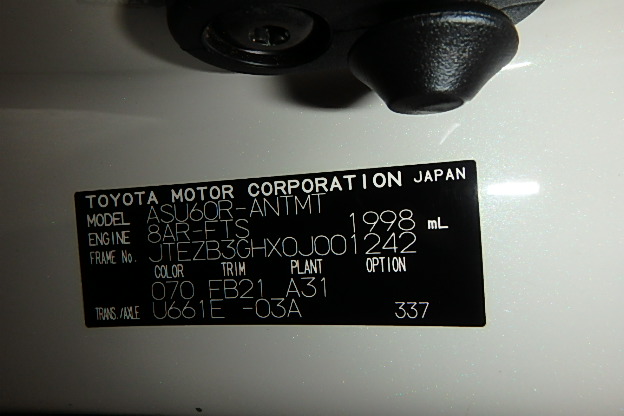 TOYOTA MOTOR CORPORATION JAPAN
MODEL ASU60R-ANTMT
ENGINE 8AR-FTS 1998 mL
FRAME No. JTEZB3GHX0J001242
COLOR TRIM PLANT OPTION
070 FB21 A31
TRANS./AXLE U661E -03A 337